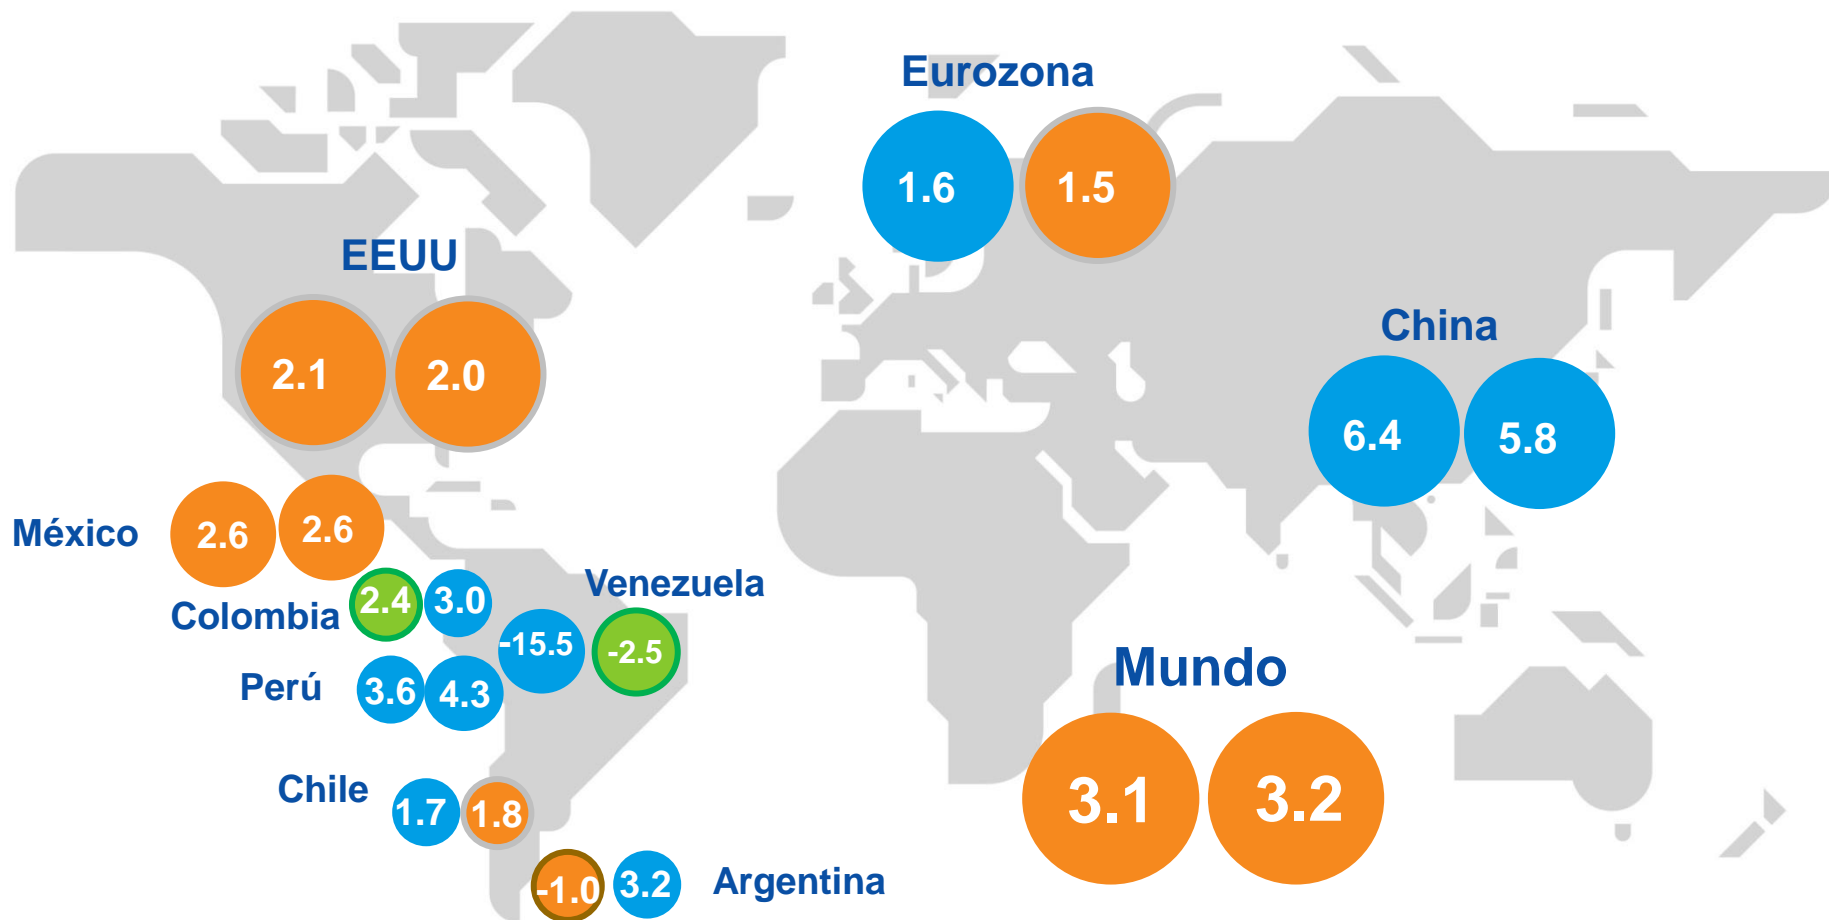 Eurozona
1.6 1.5
EEUU
2.1 2.0
China
6.4 5.8
México 2.6 2.6
Colombia 2.4 3.0
Venezuela
-15.5 -2.5
Perú 3.6 4.3
Mundo
3.1 3.2
Chile 1.7 1.8
-1.0 3.2 Argentina